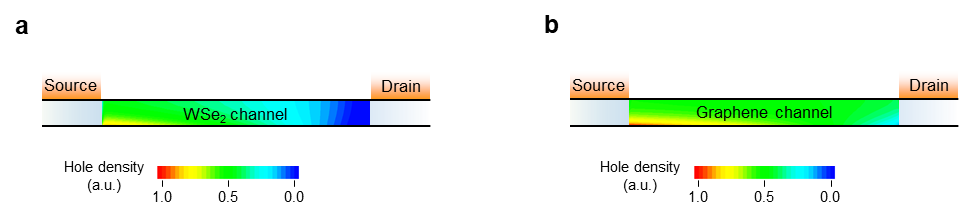 a
Source
Drain
WSe₂ channel
Hole density
(a.u.)
1.0 0.5 0.0
b
Source
Drain
Graphene channel
Hole density
(a.u.)
1.0 0.5 0.0